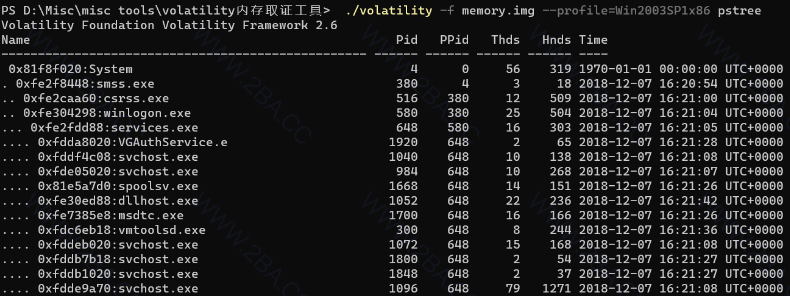 PS D:\Misc\misc tools\volatility内存取证工具> ./volatility -f memory.img --profile=Win2003SP1x86 pstree
Volatility Foundation Volatility Framework 2.6
Name Pid PPid Thds Hnds Time
-------------------------------------------------- ------ ------ ------ ------ ----
0x81f8f020:System 4 0 56 319 1970-01-01 00:00:00 UTC+0000
. 0xfe2f8448:smss.exe 380 4 3 18 2018-12-07 16:20:54 UTC+0000
.. 0xfe2caa60:csrss.exe 516 380 12 509 2018-12-07 16:21:00 UTC+0000
.. 0xfe304298:winlogon.exe 580 380 25 504 2018-12-07 16:21:04 UTC+0000
... 0xfe2fdd88:services.exe 648 580 16 303 2018-12-07 16:21:05 UTC+0000
.... 0xfdda8020:VGAuthService.e 1920 648 2 65 2018-12-07 16:21:28 UTC+0000
.... 0xfddf4c08:svchost.exe 1040 648 10 138 2018-12-07 16:21:08 UTC+0000
.... 0xfde05020:svchost.exe 984 648 10 268 2018-12-07 16:21:07 UTC+0000
.... 0x81e5a7d0:spoolsv.exe 1668 648 14 151 2018-12-07 16:21:26 UTC+0000
.... 0xfe30ed88:dllhost.exe 1052 648 22 236 2018-12-07 16:21:42 UTC+0000
.... 0xfe7385e8:msdtc.exe 1700 648 16 166 2018-12-07 16:21:26 UTC+0000
.... 0xfdc6eb18:vmtoolsd.exe 300 648 8 244 2018-12-07 16:21:36 UTC+0000
.... 0xfddeb020:svchost.exe 1072 648 15 168 2018-12-07 16:21:08 UTC+0000
.... 0xfddb7b18:svchost.exe 1800 648 2 54 2018-12-07 16:21:27 UTC+0000
.... 0xfddb1020:svchost.exe 1848 648 2 37 2018-12-07 16:21:27 UTC+0000
.... 0xfdde9a70:svchost.exe 1096 648 79 1271 2018-12-07 16:21:08 UTC+0000